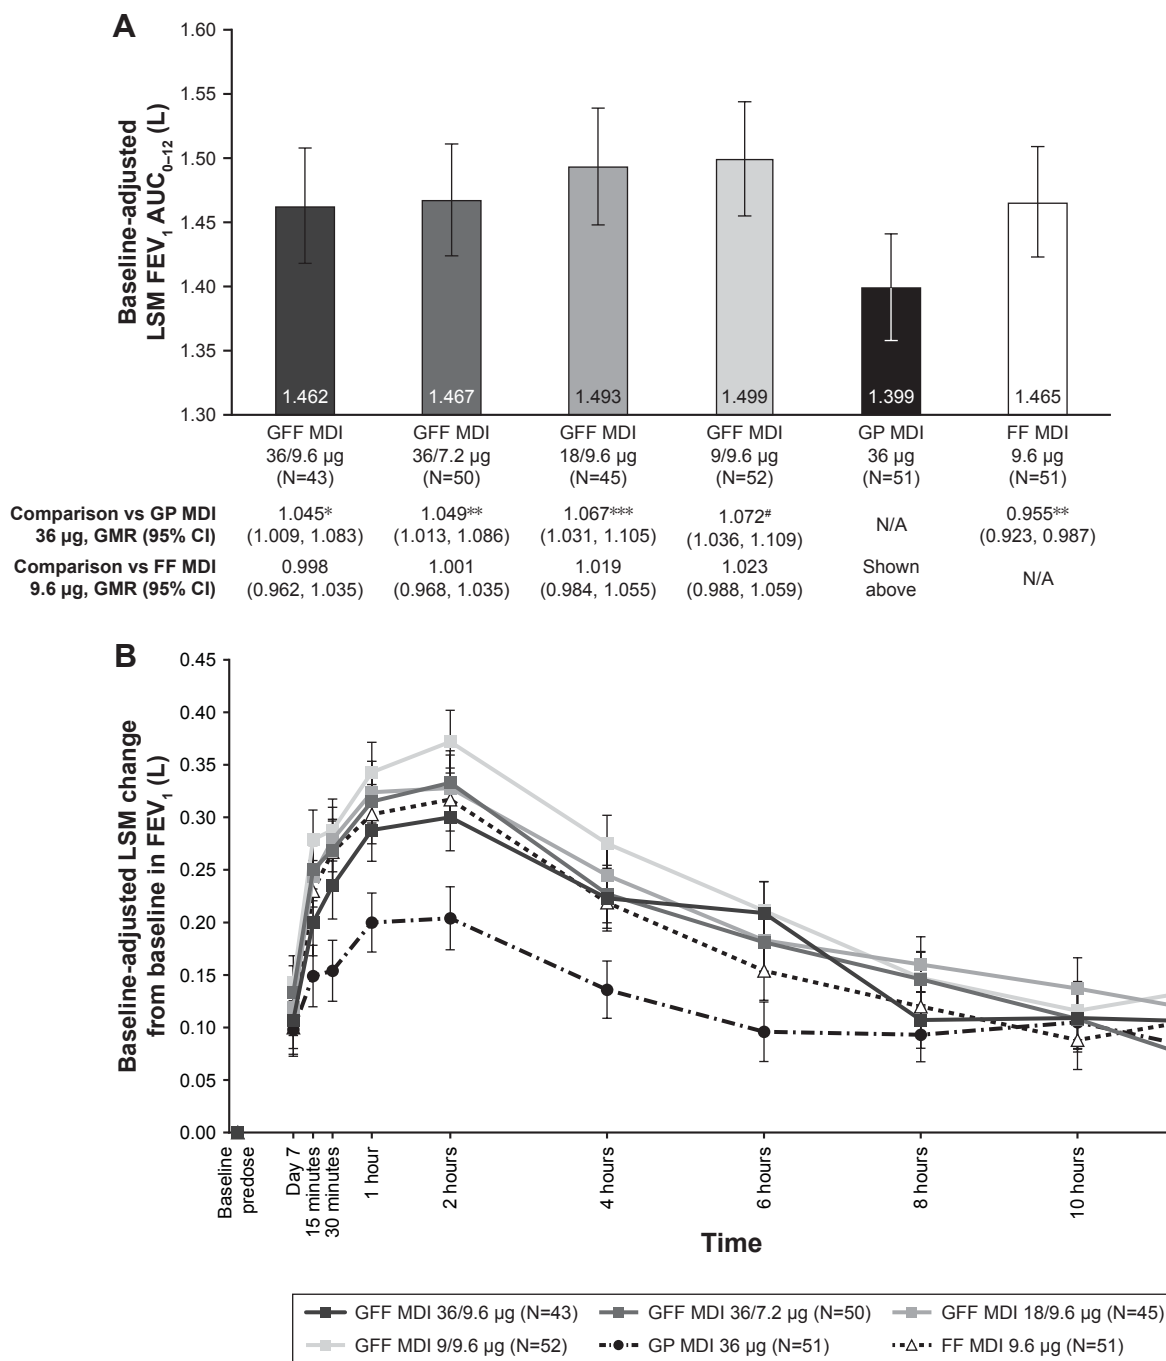 A
1.60
1.55
1.50
1.45
1.40
1.35
1.30
Baseline-adjusted
LSM FEV1 AUC0–12 (L)
1.462
1.467
1.493
1.499
1.399
1.465
GFF MDI GFF MDI GFF MDI GFF MDI GP MDI FF MDI
36/9.6 µg 36/7.2 µg 18/9.6 µg 9/9.6 µg 36 µg 9.6 µg
(N=43) (N=50) (N=45) (N=52) (N=51) (N=51)
Comparison vs GP MDI 1.045* 1.049** 1.067*** 1.072# N/A 0.955**
36 µg, GMR (95% CI) (1.009, 1.083) (1.013, 1.086) (1.031, 1.105) (1.036, 1.109) (0.923, 0.987)
Comparison vs FF MDI 0.998 1.001 1.019 1.023 Shown N/A
9.6 µg, GMR (95% CI) (0.962, 1.035) (0.968, 1.035) (0.984, 1.055) (0.988, 1.059) above
B
0.45
0.40
0.35
0.30
0.25
0.20
0.15
0.10
0.05
0.00
Baseline-adjusted LSM change
from baseline in FEV1 (L)
Baseline
predose
Day 7
15 minutes
30 minutes
1 hour
2 hours
4 hours
6 hours
8 hours
10 hours
Time
GFF MDI 36/9.6 µg (N=43) GFF MDI 36/7.2 µg (N=50) GFF MDI 18/9.6 µg (N=45)
GFF MDI 9/9.6 µg (N=52) GP MDI 36 µg (N=51) FF MDI 9.6 µg (N=51)